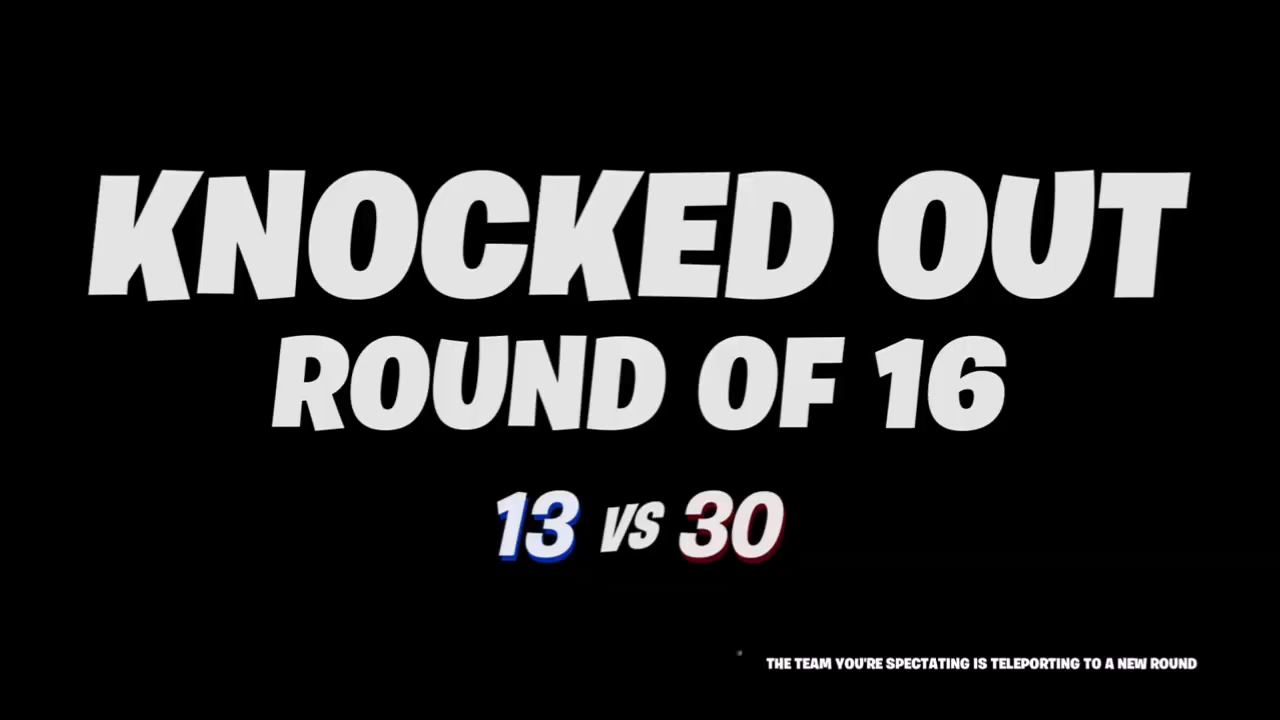 KNOCKED OUT
ROUND OF 16
13 VS 30
THE TEAM YOU'RE SPECTATING IS TELEPORTING TO A NEW ROUND